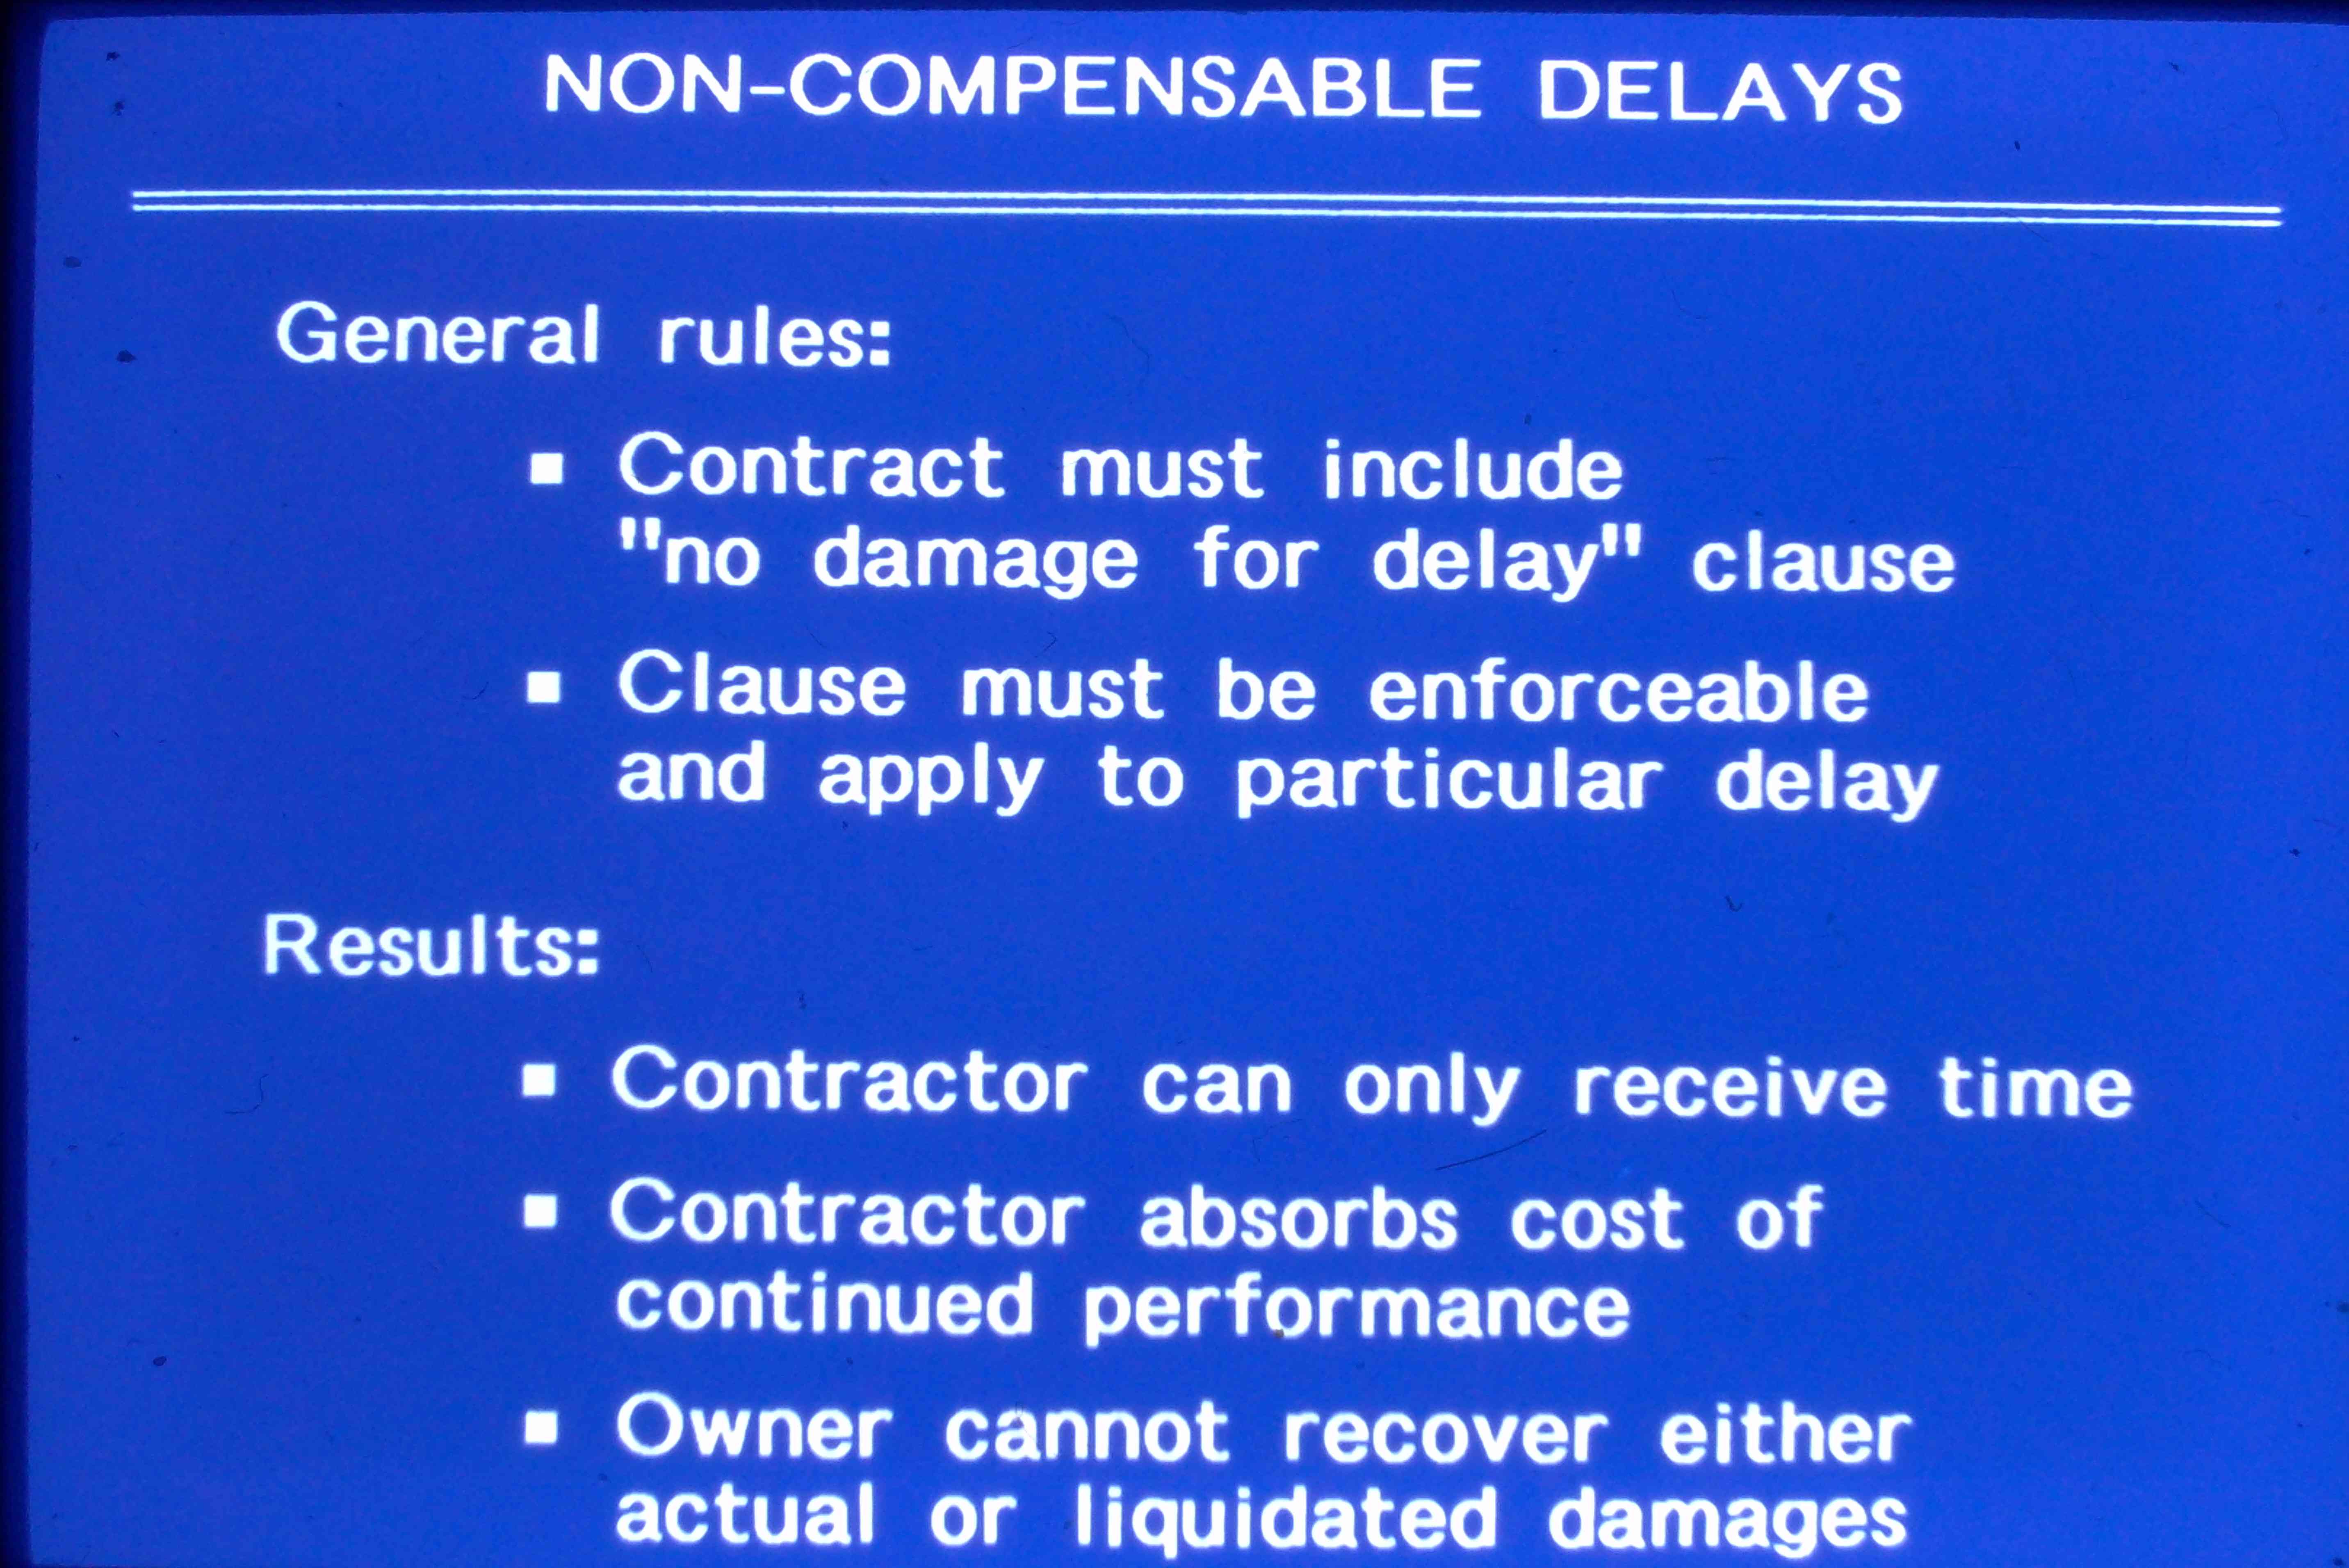 NON-COMPENSABLE DELAYS
General rules:
▪ Contract must include
"no damage for delay" clause
▪ Clause must be enforceable
and apply to particular delay
Results:
▪ Contractor can only receive time
▪ Contractor absorbs cost of
continued performance
▪ Owner cannot recover either
actual or liquidated damages